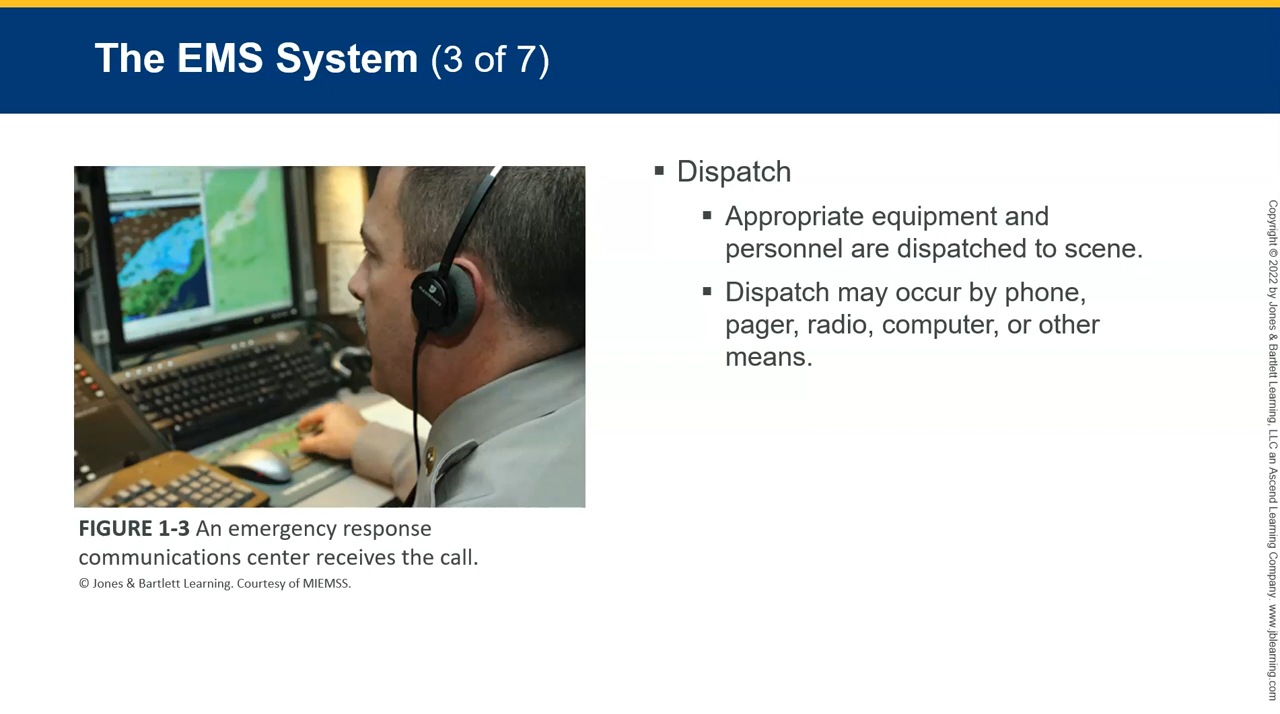 The EMS System (3 of 7)
▪ Dispatch
▪ Appropriate equipment and
personnel are dispatched to scene.
▪ Dispatch may occur by phone,
pager, radio, computer, or other
means.
FIGURE 1-3 An emergency response
communications center receives the call.
© Jones & Bartlett Learning. Courtesy of MIEMSS.
Copyright © 2022 by Jones & Bartlett Learning, LLC an Ascend Learning Company. www.jblearning.com